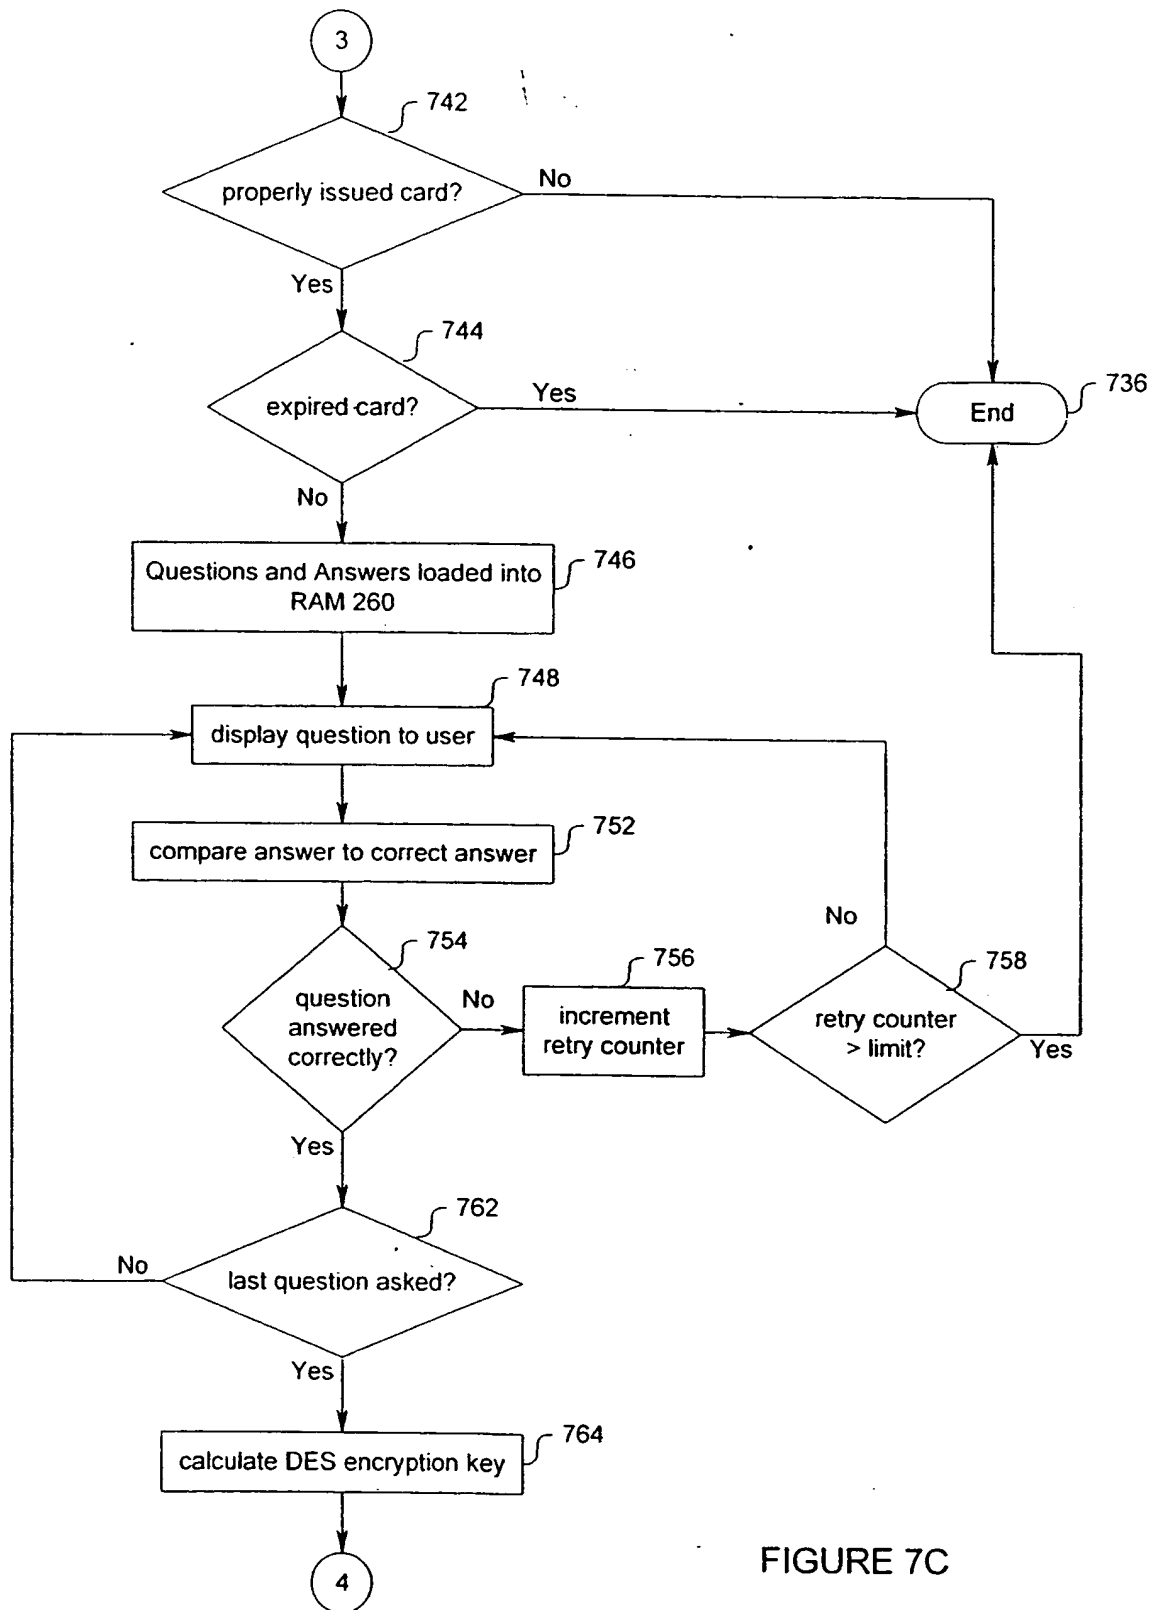 3
742
properly issued card?
No
Yes
744
expired card?
Yes
736
End
No
746
Questions and Answers loaded into
RAM 260
748
display question to user
752
compare answer to correct answer
754
question
answered
correctly?
No
756
increment
retry counter
No
758
retry counter
> limit?
Yes
Yes
762
last question asked?
No
Yes
764
calculate DES encryption key
4
FIGURE 7C